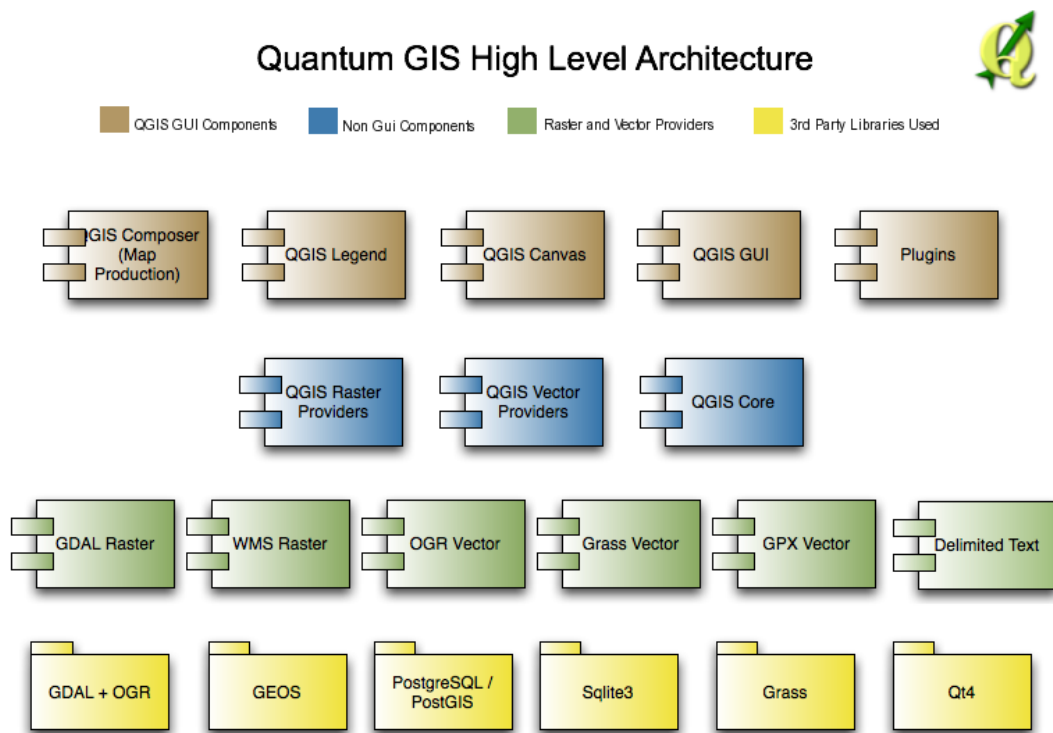 Quantum GIS High Level Architecture
QGIS GUI Components
Non Gui Components
Raster and Vector Providers
3rd Party Libraries Used
QGIS Composer
(Map
Production)
QGIS Legend
QGIS Canvas
QGIS GUI
Plugins
QGIS Raster
Providers
QGIS Vector
Providers
QGIS Core
GDAL Raster
WMS Raster
OGR Vector
Grass Vector
GPX Vector
Delimited Text
GDAL + OGR
GEOS
PostgreSQL /
PostGIS
Sqlite3
Grass
Qt4